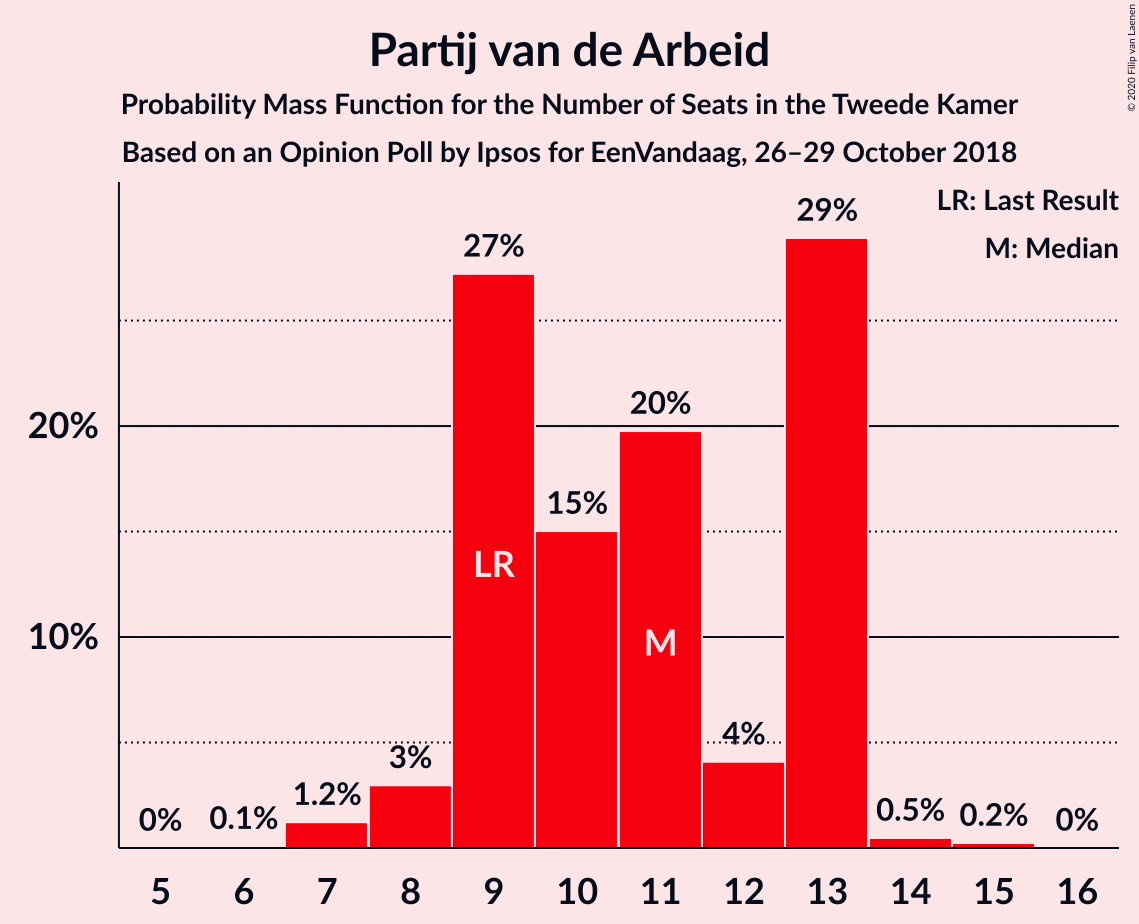 Partij van de Arbeid
Probability Mass Function for the Number of Seats in the Tweede Kamer
Based on an Opinion Poll by Ipsos for EenVandaag, 26–29 October 2018
© 2020 Filip van Laenen
LR: Last Result
M: Median
29%
27%
20%
20%
15%
LR
M
10%
4%
3%
1.2%
0%
0.1%
0.5%
0.2%
0%
5 6 7 8 9 10 11 12 13 14 15 16